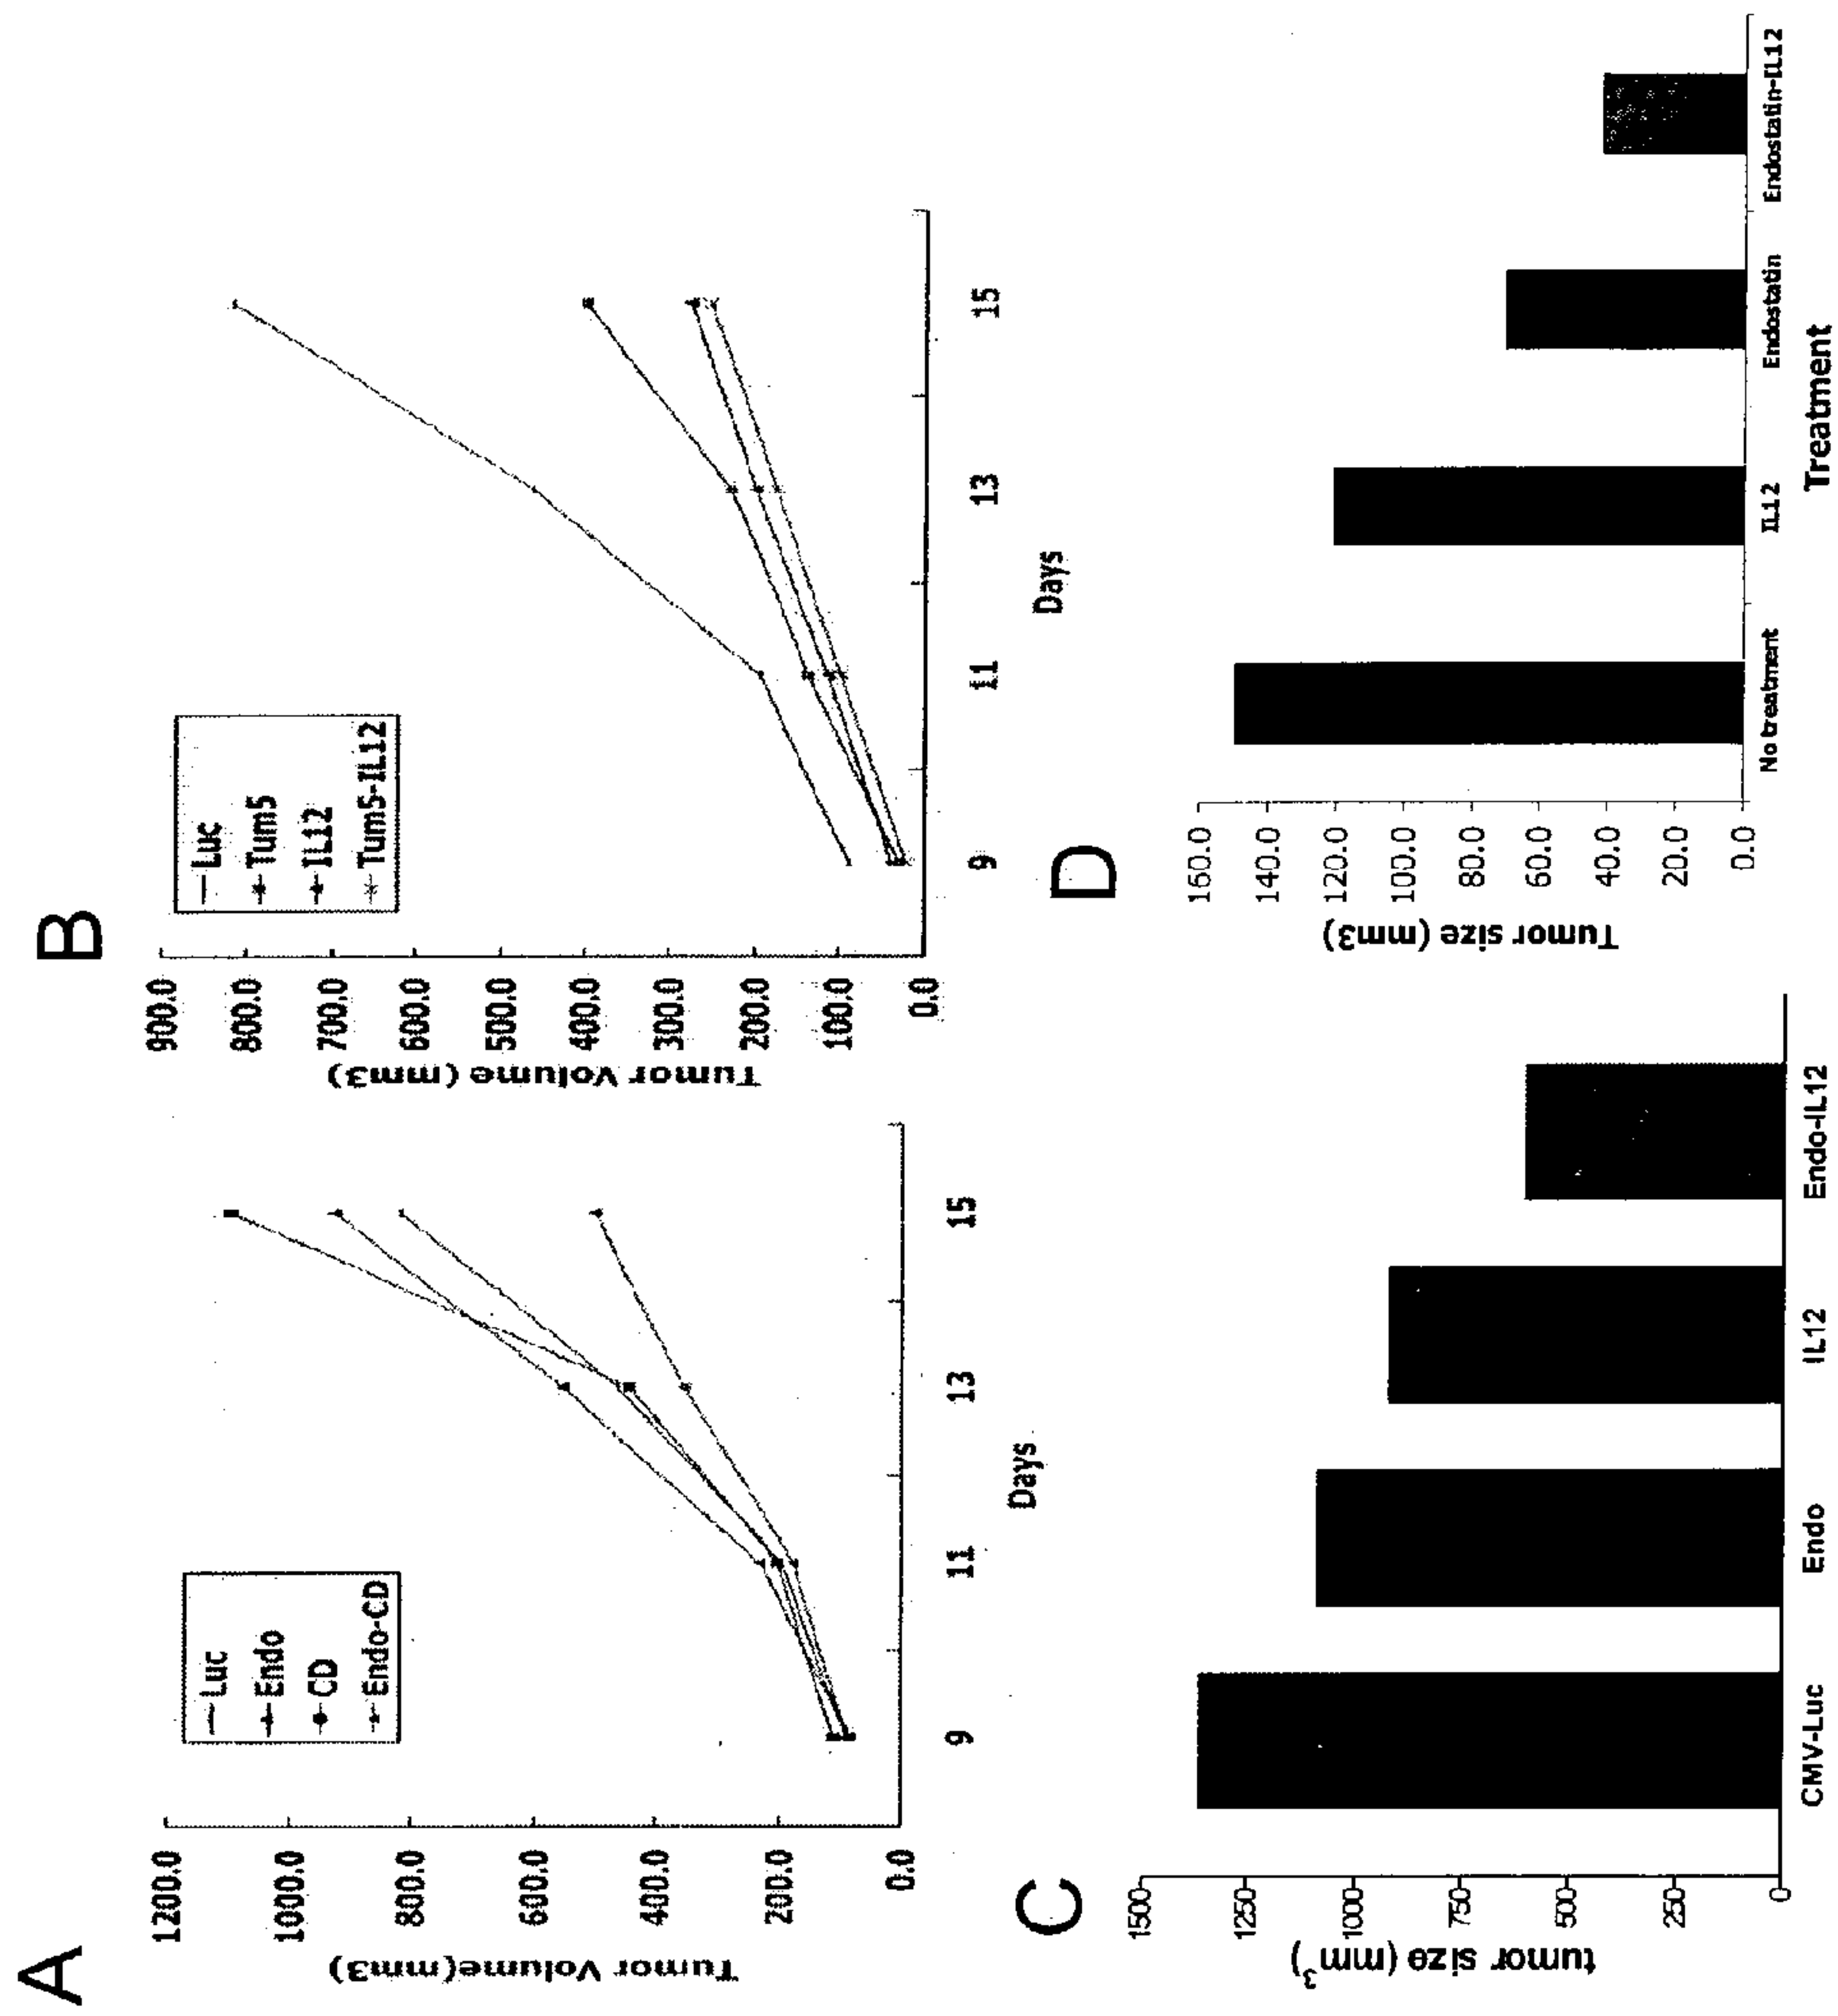 A
Tumor Volume(mm3)
1200.0
1000.0
800.0
600.0
400.0
200.0
0.0
Luc
Endo
CD
Endo-CD
9
11
13
15
Days
B
Tumor Volume (mm3)
900.0
800.0
700.0
600.0
500.0
400.0
300.0
200.0
100.0
0.0
Luc
Tum5
IL12
Tum5-IL12
9
11
13
15
Days
C
tumor size (mm3)
1500
1250
1000
750
500
250
0
CMV-Luc
Endo
IL12
Endo-IL12
D
Tumor size (mm3)
160.0
140.0
120.0
100.0
80.0
60.0
40.0
20.0
0.0
No treatment
IL12
Endostatin
Endostatin-IL12
Treatment